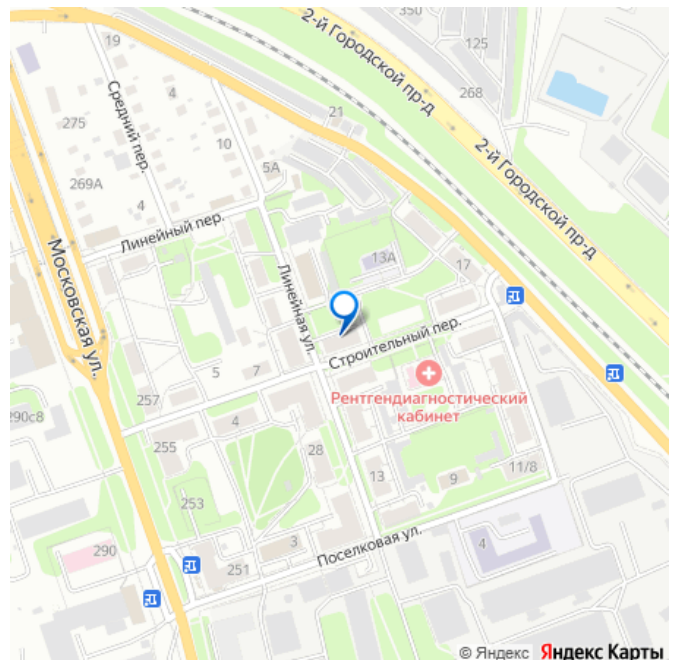 350
2-й Городской пр-д
125
19
268
Средний пер.
4
275
21
10
2-й Городской пр-д
5А
269А
4
Линейный пер.
13А
17
Московская ул.
Линейная ул.
Строительный пер.
5
7
Рентгендиагностический
кабинет
257
290с8
4
255
28
11/8
13
9
253
290
3
Поселковая ул.
4
251
© Яндекс Яндекс Карты